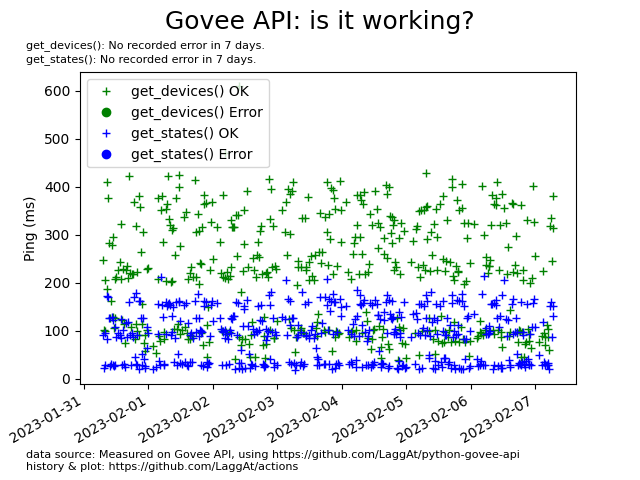 Govee API: is it working?
get_devices(): No recorded error in 7 days.
get_states(): No recorded error in 7 days.
get_devices() OK
get_devices() Error
get_states() OK
get_states() Error
Ping (ms)
600
500
400
300
200
100
0
2023-01-31
2023-02-01
2023-02-02
2023-02-03
2023-02-04
2023-02-05
2023-02-06
2023-02-07
data source: Measured on Govee API, using https://github.com/LaggAt/python-govee-api
history & plot: https://github.com/LaggAt/actions